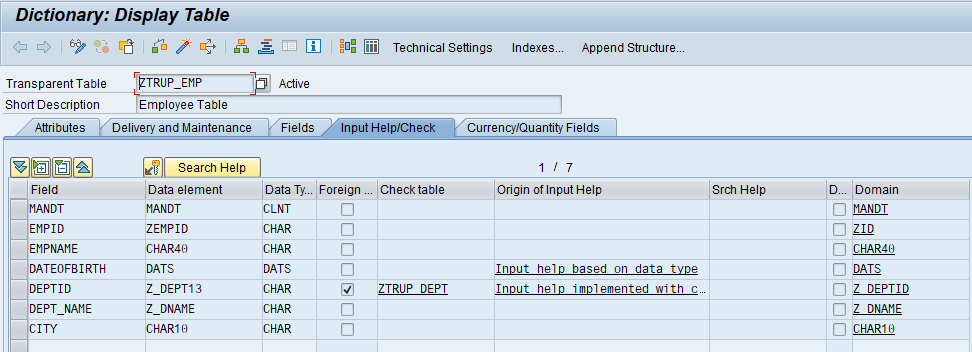 Dictionary: Display Table
Technical Settings Indexes... Append Structure...
Transparent Table ZTRUP_EMP Active
Short Description Employee Table
Attributes Delivery and Maintenance Fields Input Help/Check Currency/Quantity Fields
Search Help 1 / 7
Field Data element Data Ty... Foreign ... Check table Origin of Input Help Srch Help D... Domain
MANDT MANDT CLNT MANDT
EMPID ZEMPID CHAR ZID
EMPNAME CHAR40 CHAR CHAR40
DATEOFBIRTH DATS DATS Input help based on data type DATS
DEPTID Z_DEPT13 CHAR ZTRUP_DEPT Input help implemented with c... Z_DEPTID
DEPT_NAME Z_DNAME CHAR Z_DNAME
CITY CHAR10 CHAR CHAR10